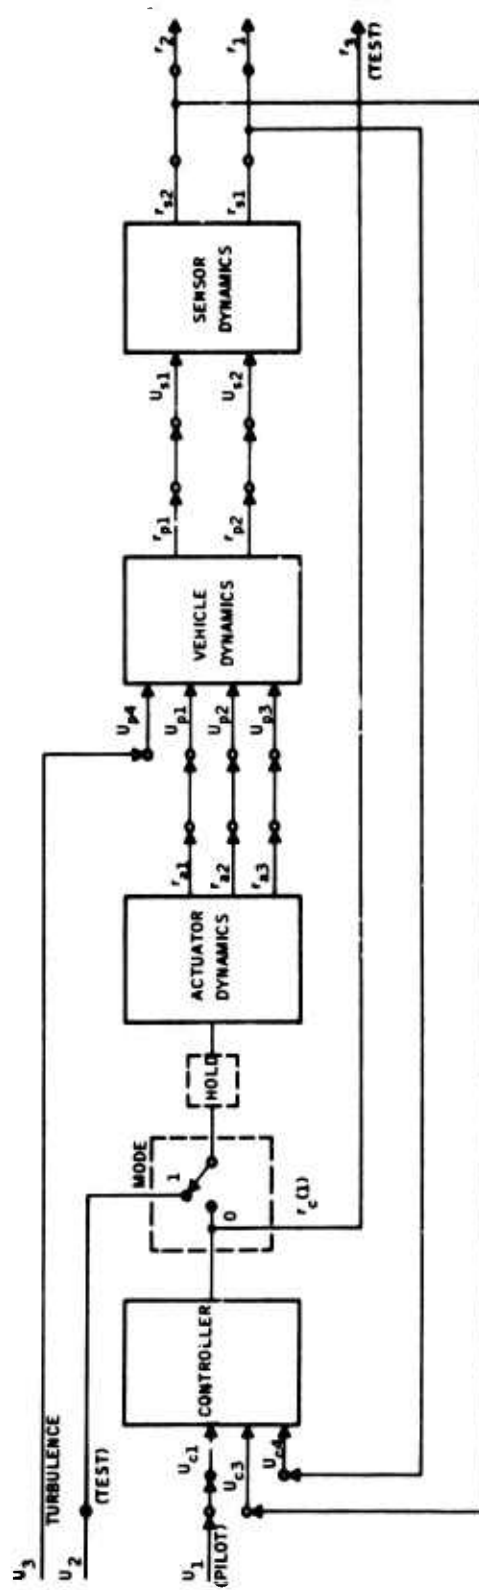 U3
TURBULENCE
U2
(TEST)
U1
(PILOT)
Uc1
Uc3
Uc4
CONTROLLER
MODE
1
0
rc(1)
HOLD
ACTUATOR
DYNAMICS
ra1
ra2
ra3
Up4
Up1
Up2
Up3
VEHICLE
DYNAMICS
rp1
rp2
Us1
Us2
SENSOR
DYNAMICS
rs2
rs1
r2
r1
r3
(TEST)